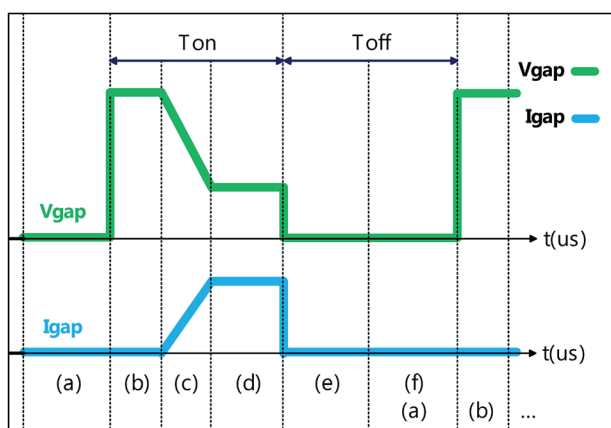 Ton
Toff
Vgap
Igap
Vgap
t(us)
Igap
t(us)
(a) (b) (c) (d) (e) (f) (b) ...
(a)